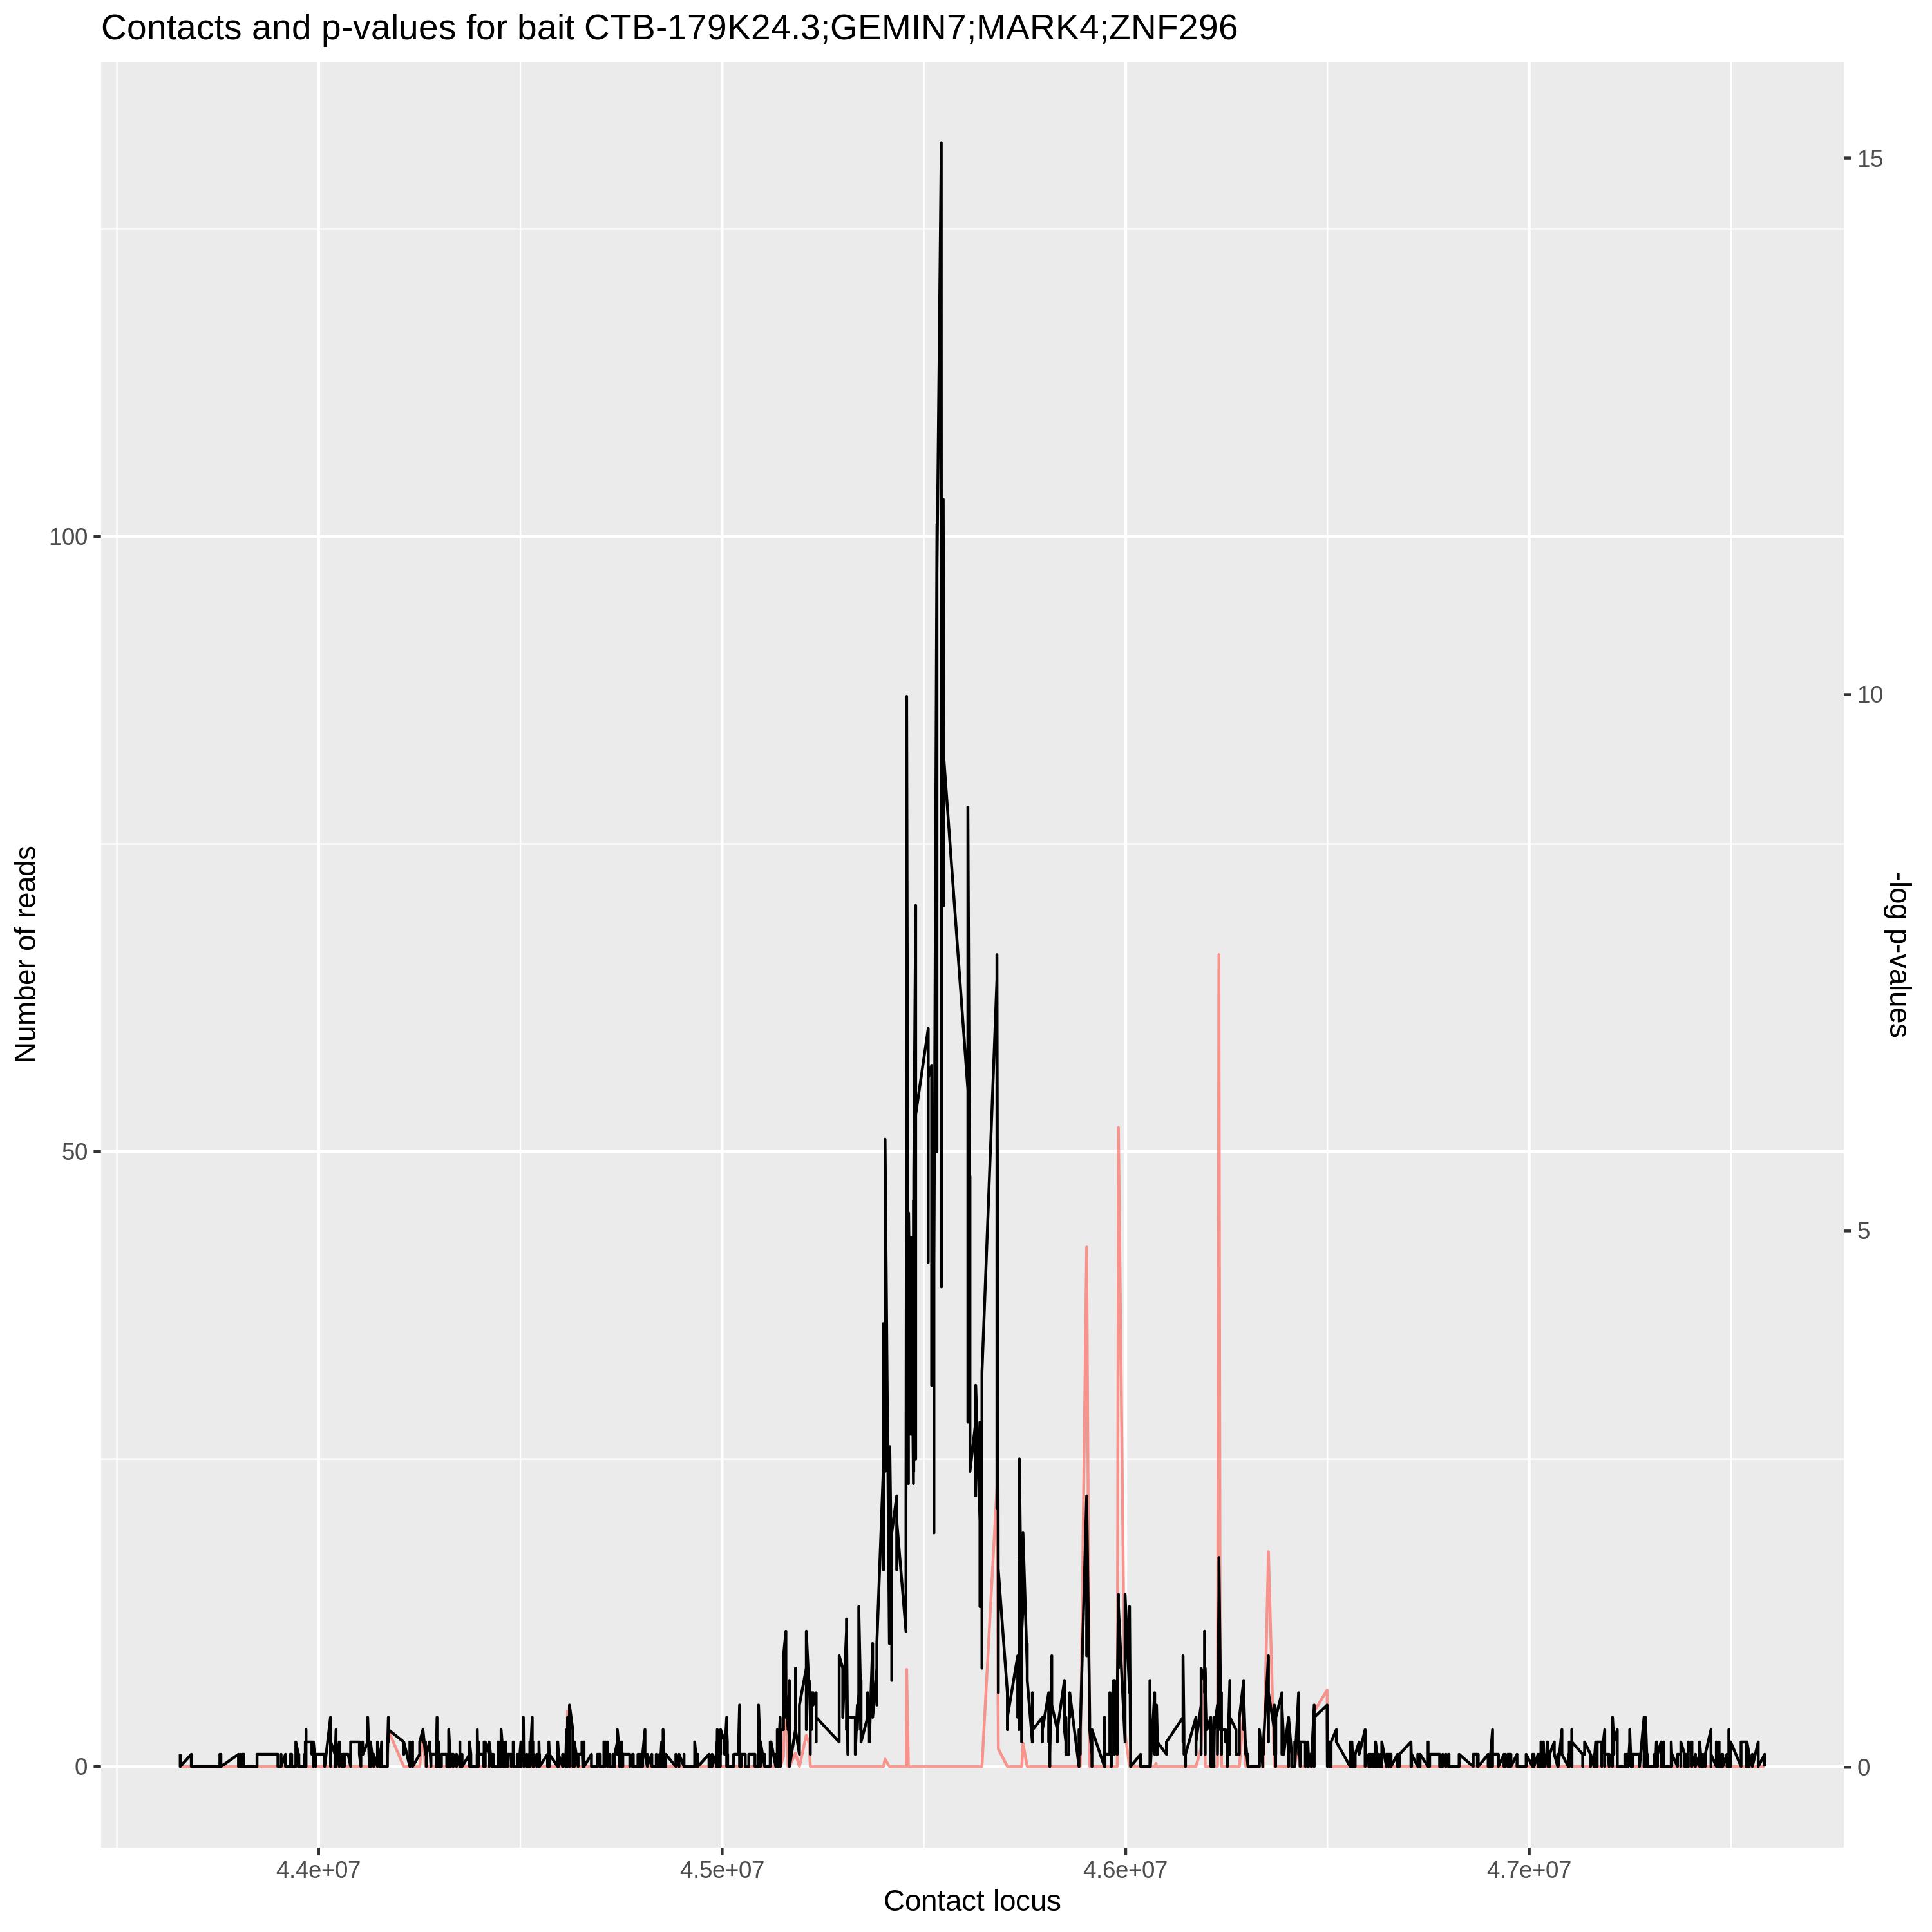 Contacts and p-values for bait CTB-179K24.3;GEMIN7;MARK4;ZNF296
Number of reads
100
50
0
15
10
5
0
-log p-values
4.4e+07
4.5e+07
4.6e+07
4.7e+07
Contact locus